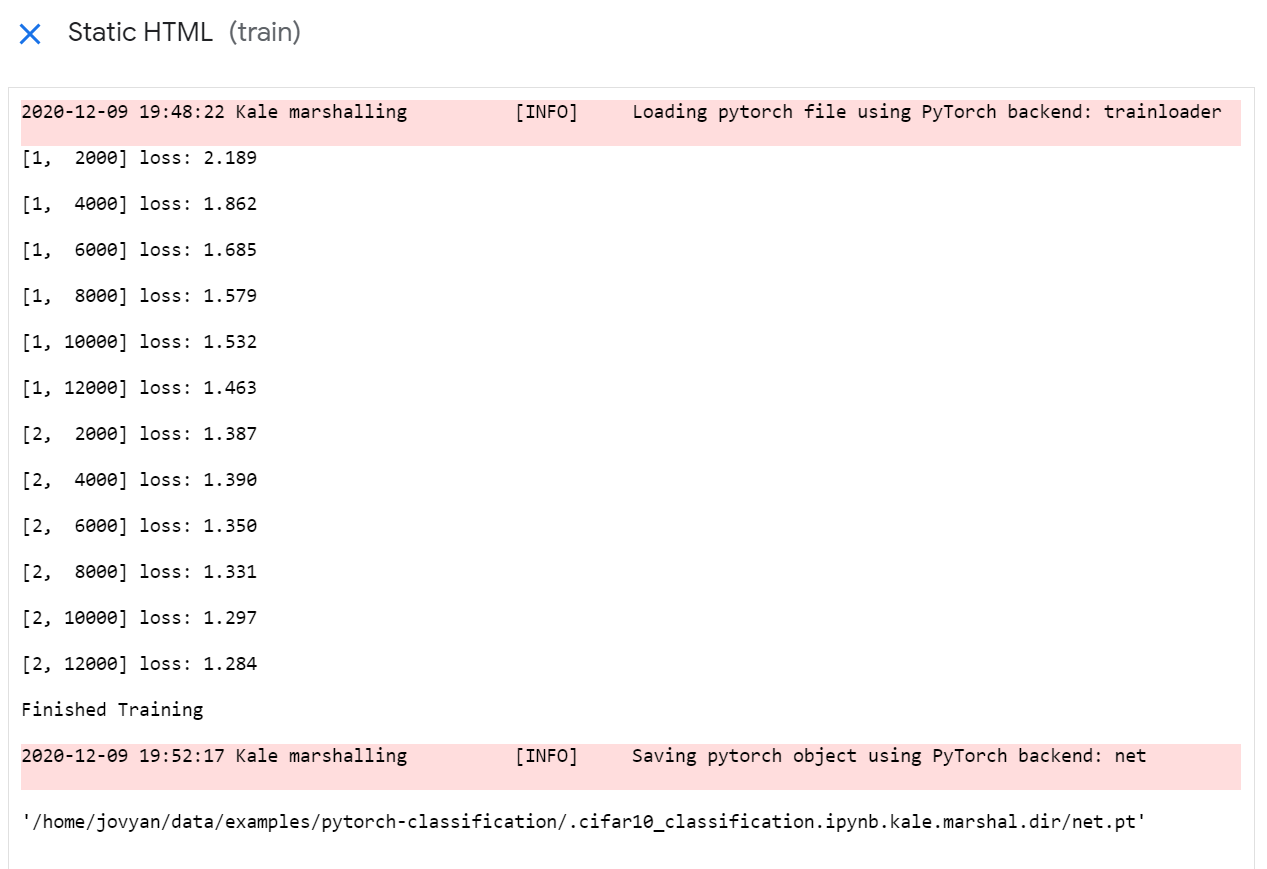 Static HTML (train)
2020-12-09 19:48:22 Kale marshalling          [INFO]     Loading pytorch file using PyTorch backend: trainloader
[1,  2000] loss: 2.189
[1,  4000] loss: 1.862
[1,  6000] loss: 1.685
[1,  8000] loss: 1.579
[1, 10000] loss: 1.532
[1, 12000] loss: 1.463
[2,  2000] loss: 1.387
[2,  4000] loss: 1.390
[2,  6000] loss: 1.350
[2,  8000] loss: 1.331
[2, 10000] loss: 1.297
[2, 12000] loss: 1.284
Finished Training
2020-12-09 19:52:17 Kale marshalling          [INFO]     Saving pytorch object using PyTorch backend: net
'/home/jovyan/data/examples/pytorch-classification/.cifar10_classification.ipynb.kale.marshal.dir/net.pt'